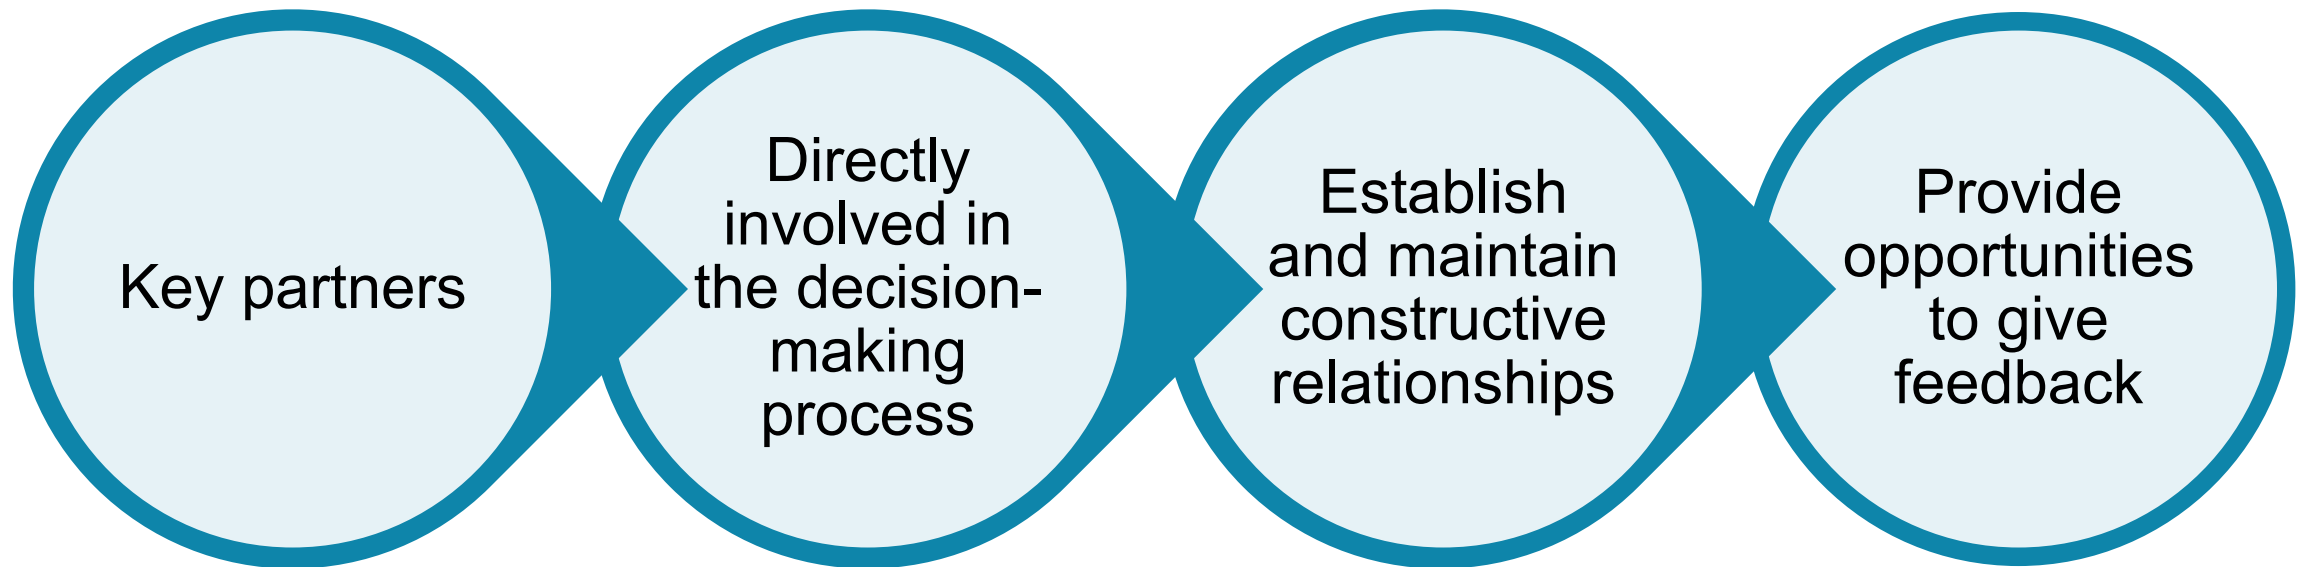 Key partners
Directly
involved in
the decision-
making
process
Establish
and maintain
constructive
relationships
Provide
opportunities
to give
feedback